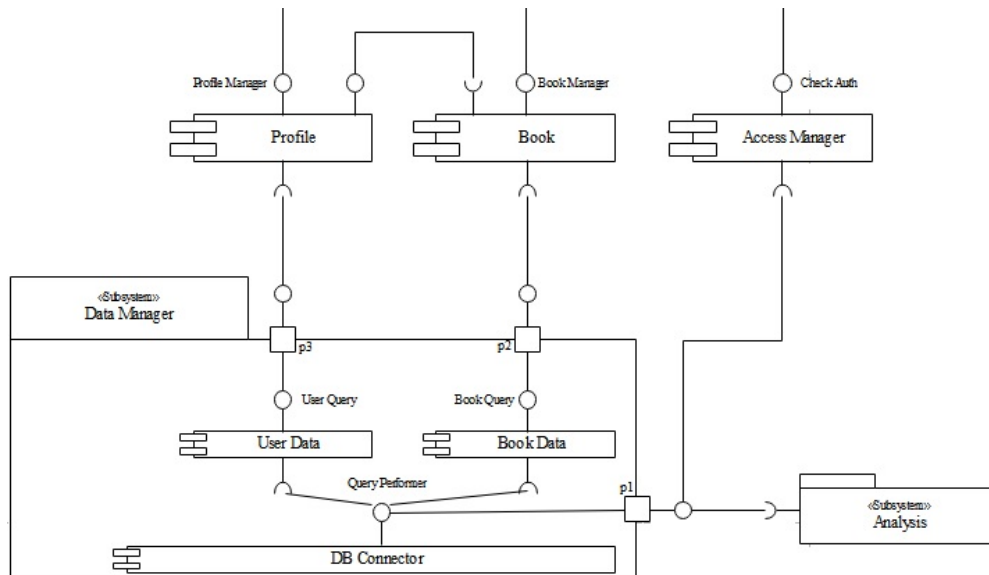 Profile Manager
Book Manager
Check Auth
Profile
Book
Access Manager
«Subsystem»
Data Manager
p3
p2
User Query
Book Query
User Data
Book Data
Query Performer
p1
«Subsystem»
Analysis
DB Connector